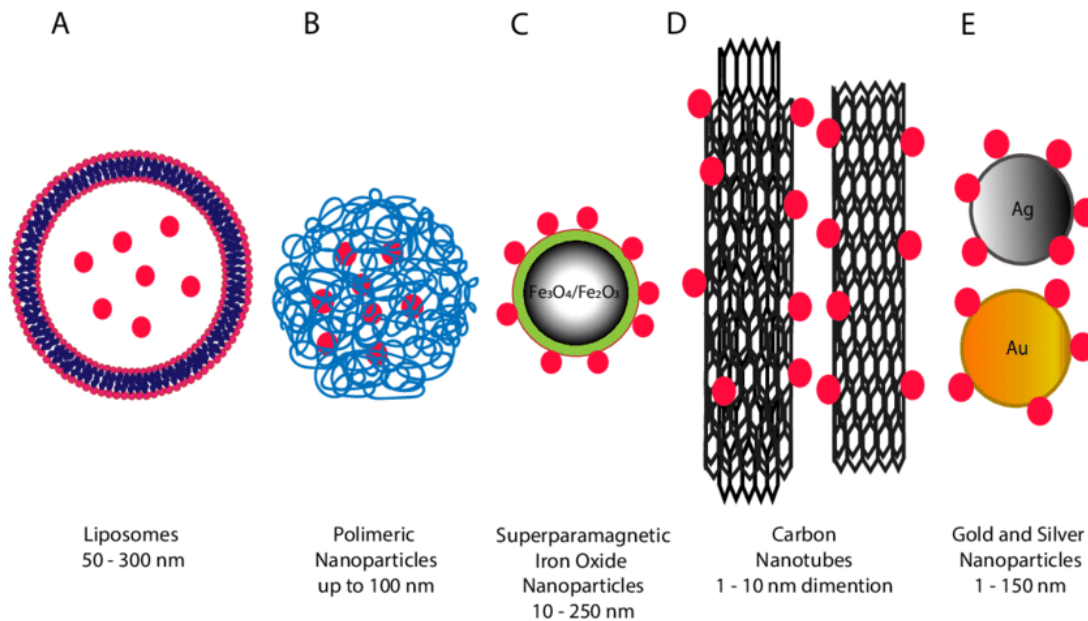 A
B
C
D
E
Fe₃O₄/Fe₂O₃
Ag
Au
Liposomes
50 - 300 nm
Polimeric
Nanoparticles
up to 100 nm
Superparamagnetic
Iron Oxide
Nanoparticles
10 - 250 nm
Carbon
Nanotubes
1 - 10 nm dimention
Gold and Silver
Nanoparticles
1 - 150 nm